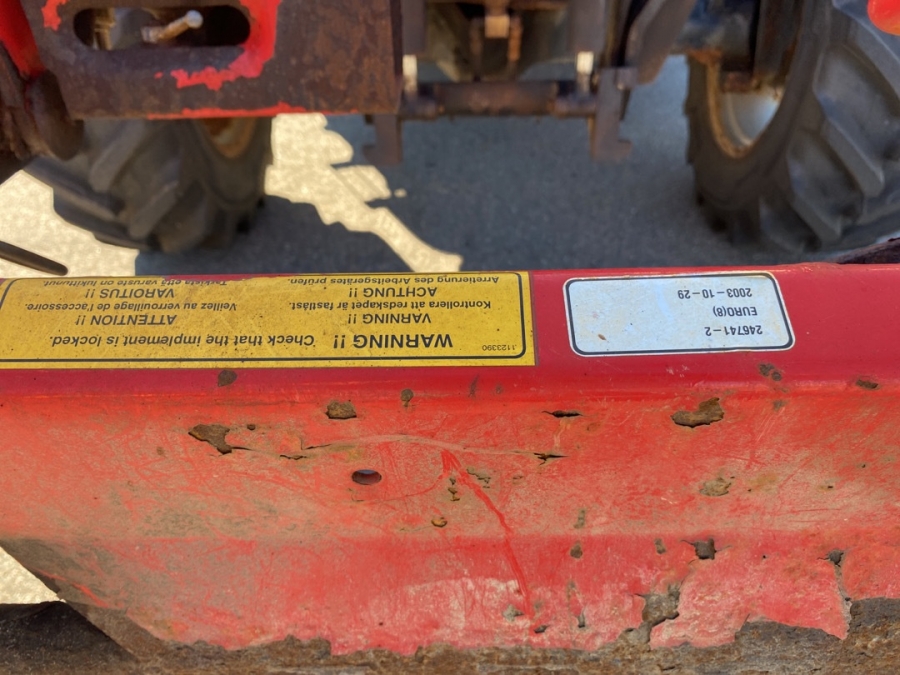 1123390
WARNING !! Check that the implement is locked.
VARNING !!
Kontrollera att redskapet är fastlåst.
ACHTUNG !!
Arretierung des Arbeitsgerätes prüfen.
ATTENTION !!
Veillez au verrouillage de l'accessoire.
VAROITUS !!
Tarkista että varuste on lukittunut.
246741-2
EURO(8)
2003-10-29